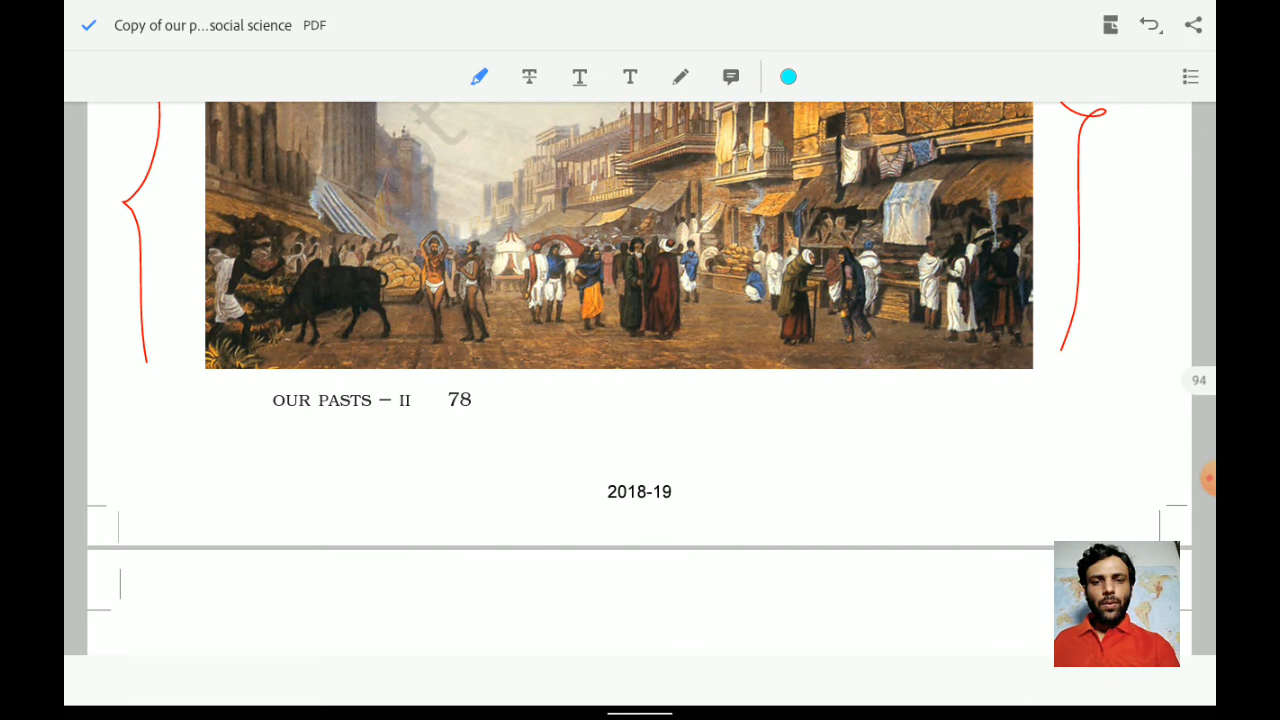 Copy of our p...social science PDF
T T T
t
94
OUR PASTS – II 78
2018-19